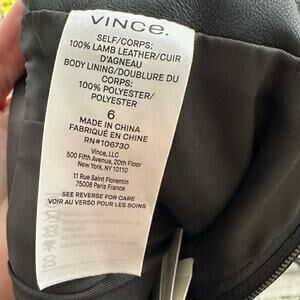 VINCE.
SELF/CORPS:
100% LAMB LEATHER/CUIR
D'AGNEAU
BODY LINING/DOUBLURE DU
CORPS:
100% POLYESTER/
POLYESTER
6
MADE IN CHINA
FABRIQUÉ EN CHINE
RN#106730
Vince, LLC
500 Fifth Avenue, 20th Floor
New York, NY 10110
11 Rue Saint Florentin
75008 Paris France
SEE REVERSE FOR CARE
VOIR AU VERSO POUR LES SOINS